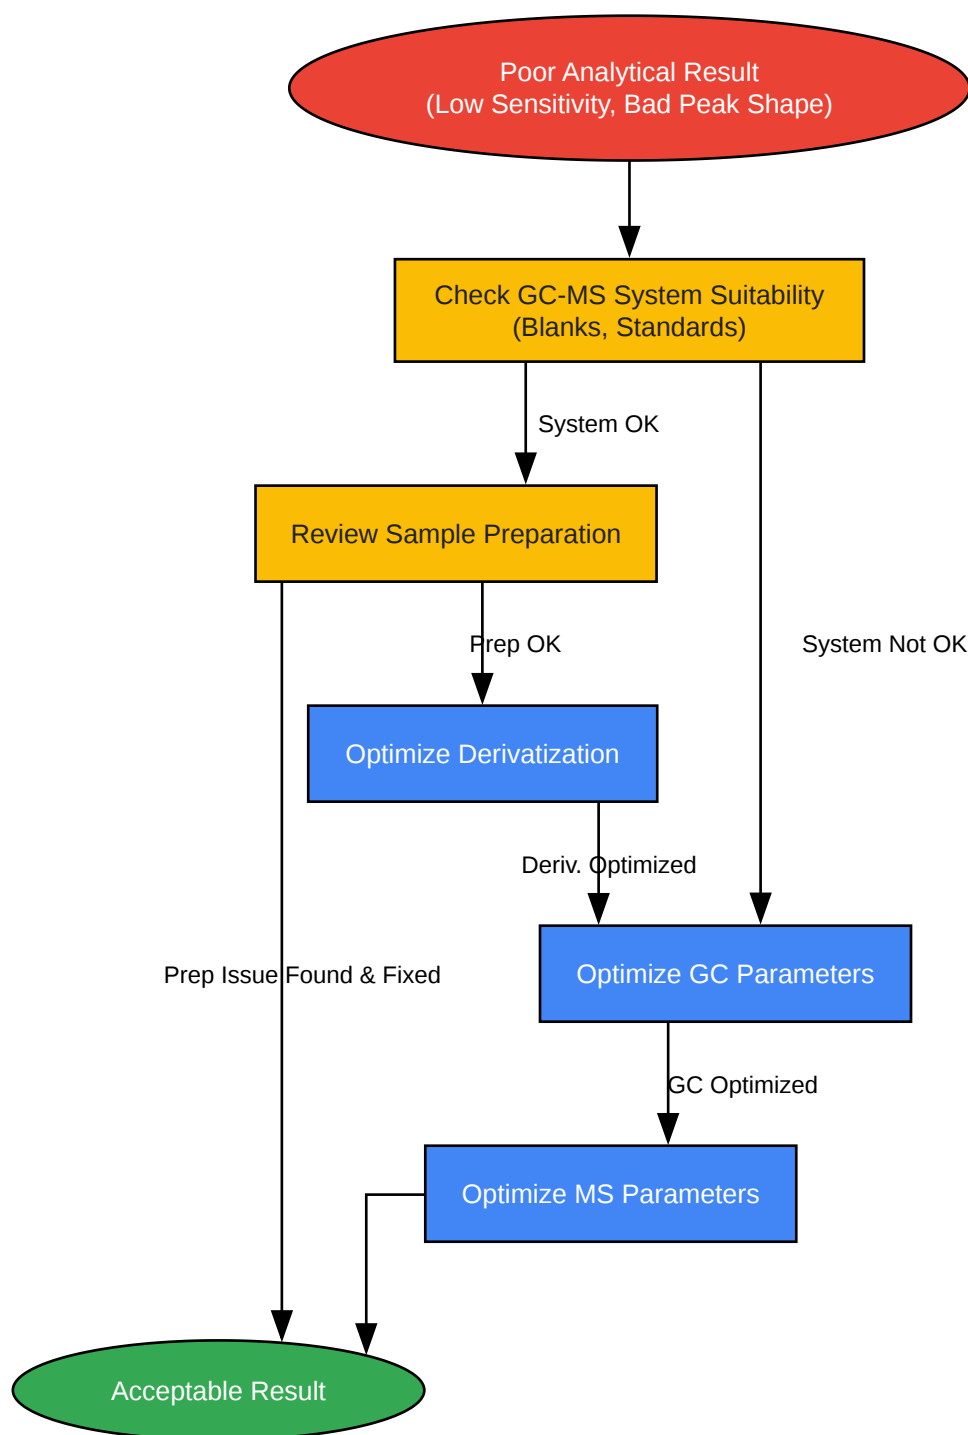 Poor Analytical Result
(Low Sensitivity, Bad Peak Shape)
Check GC-MS System Suitability
(Blanks, Standards)
System OK
Review Sample Preparation
Prep OK
System Not OK
Optimize Derivatization
Deriv. Optimized
Prep Issue Found & Fixed
Optimize GC Parameters
GC Optimized
Optimize MS Parameters
Acceptable Result